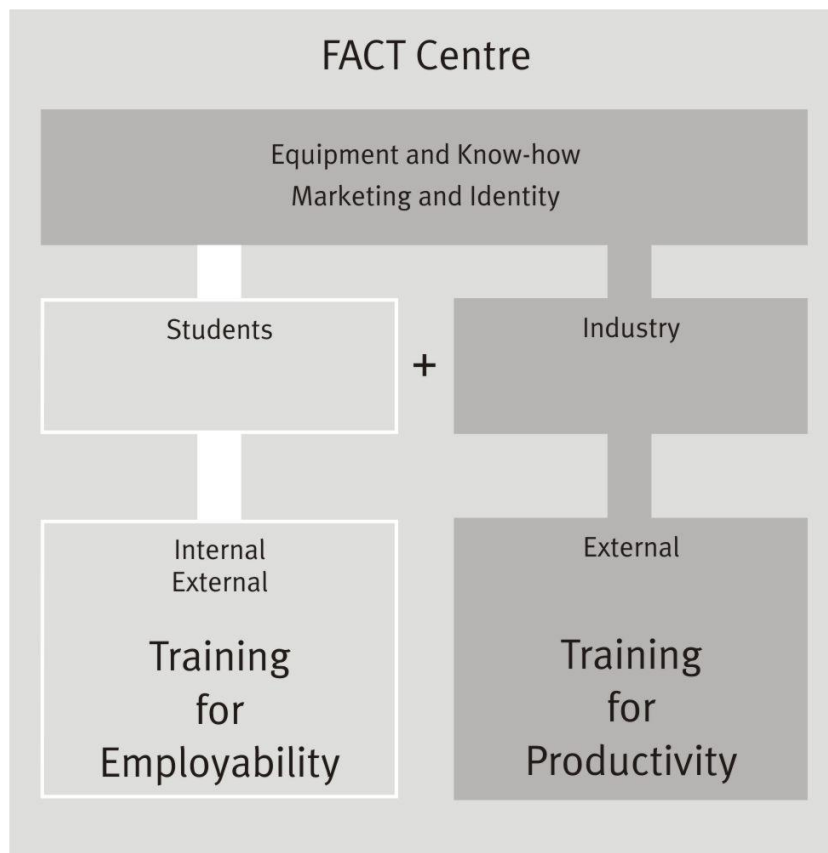 FACT Centre
Equipment and Know-how
Marketing and Identity
Students
+
Industry
Internal
External
Training
for
Employability
External
Training
for
Productivity